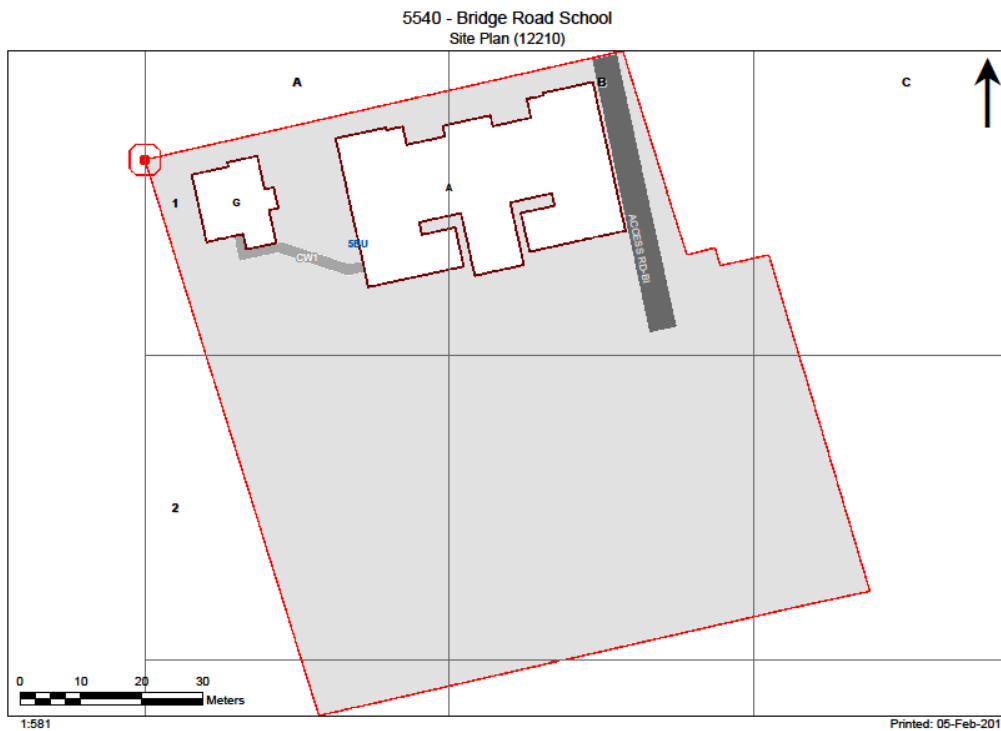 5540 - Bridge Road School
Site Plan (12210)
A
B
C
1
G
A
5BU
CW1
ACCESS RD-BI
2
0 10 20 30
Meters
1:581
Printed: 05-Feb-201